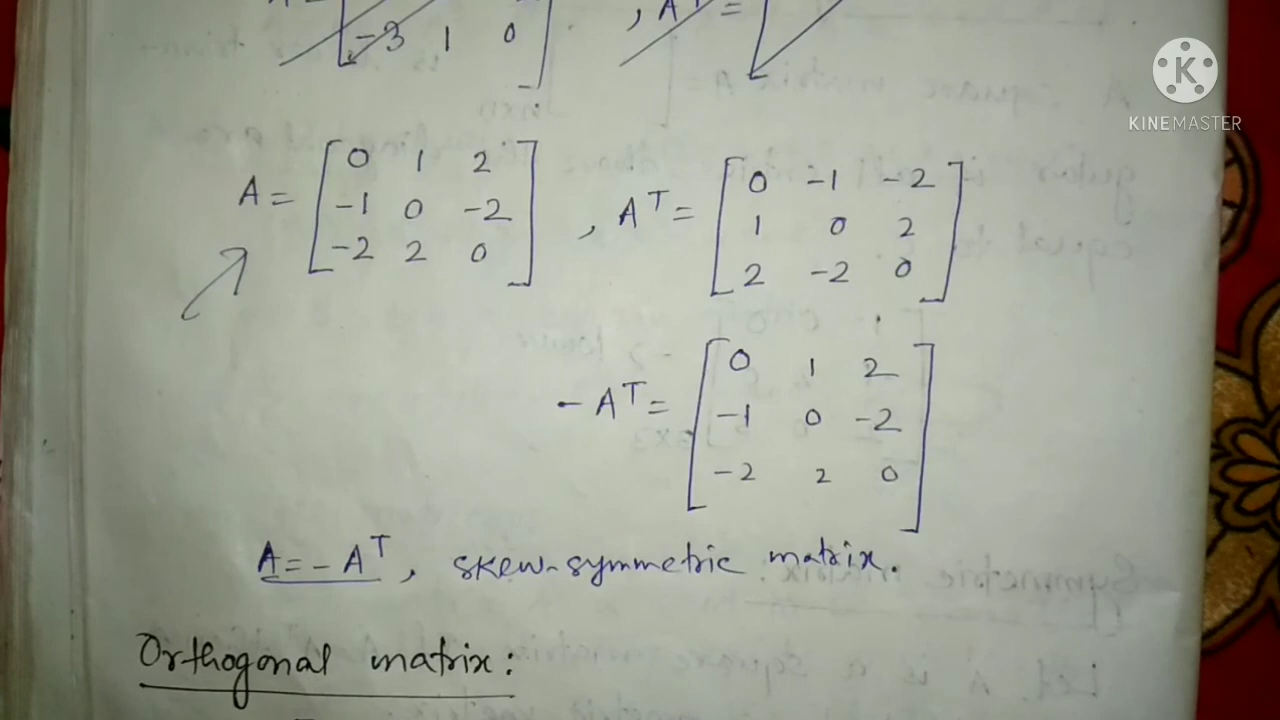 -3 1 0 , A^T =
KINEMASTER
A = [ 0 1 2
-1 0 -2
-2 2 0 ]
, A^T = [ 0 -1 -2
1 0 2
2 -2 0 ]
- A^T = [ 0 1 2
-1 0 -2
-2 2 0 ]
A = - A^T , skew-symmetric matrix.
Orthogonal matrix: